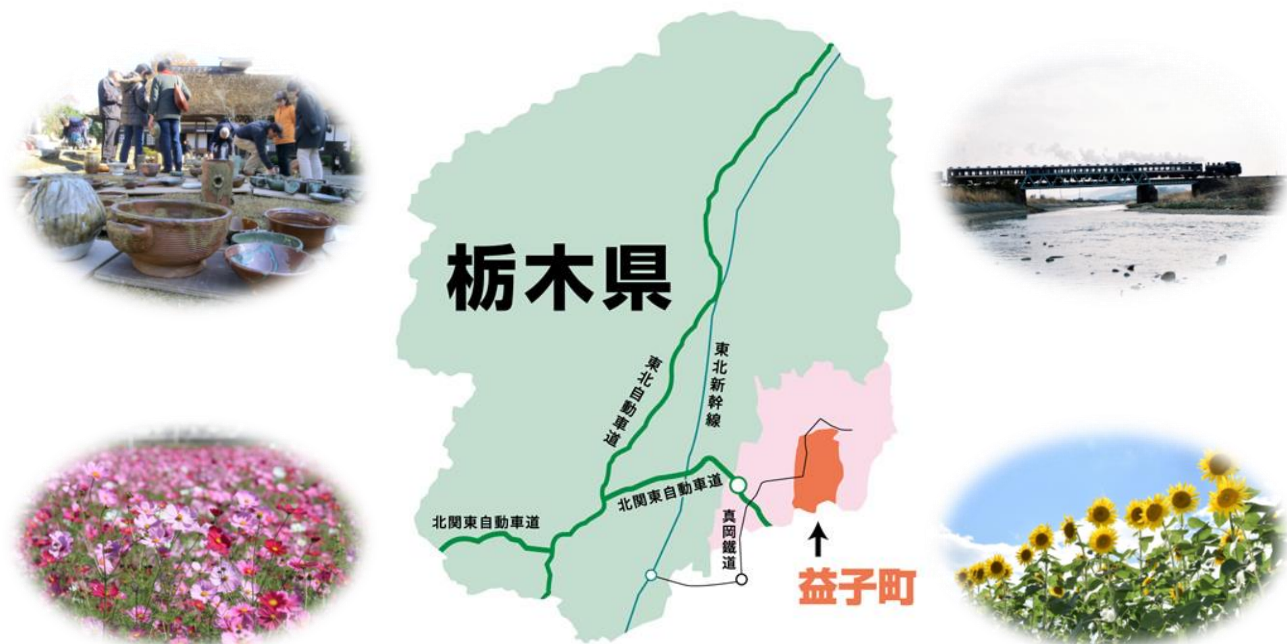 栃木県
東北自動車道
東北新幹線
北関東自動車道
北関東自動車道
真岡鐵道
益子町